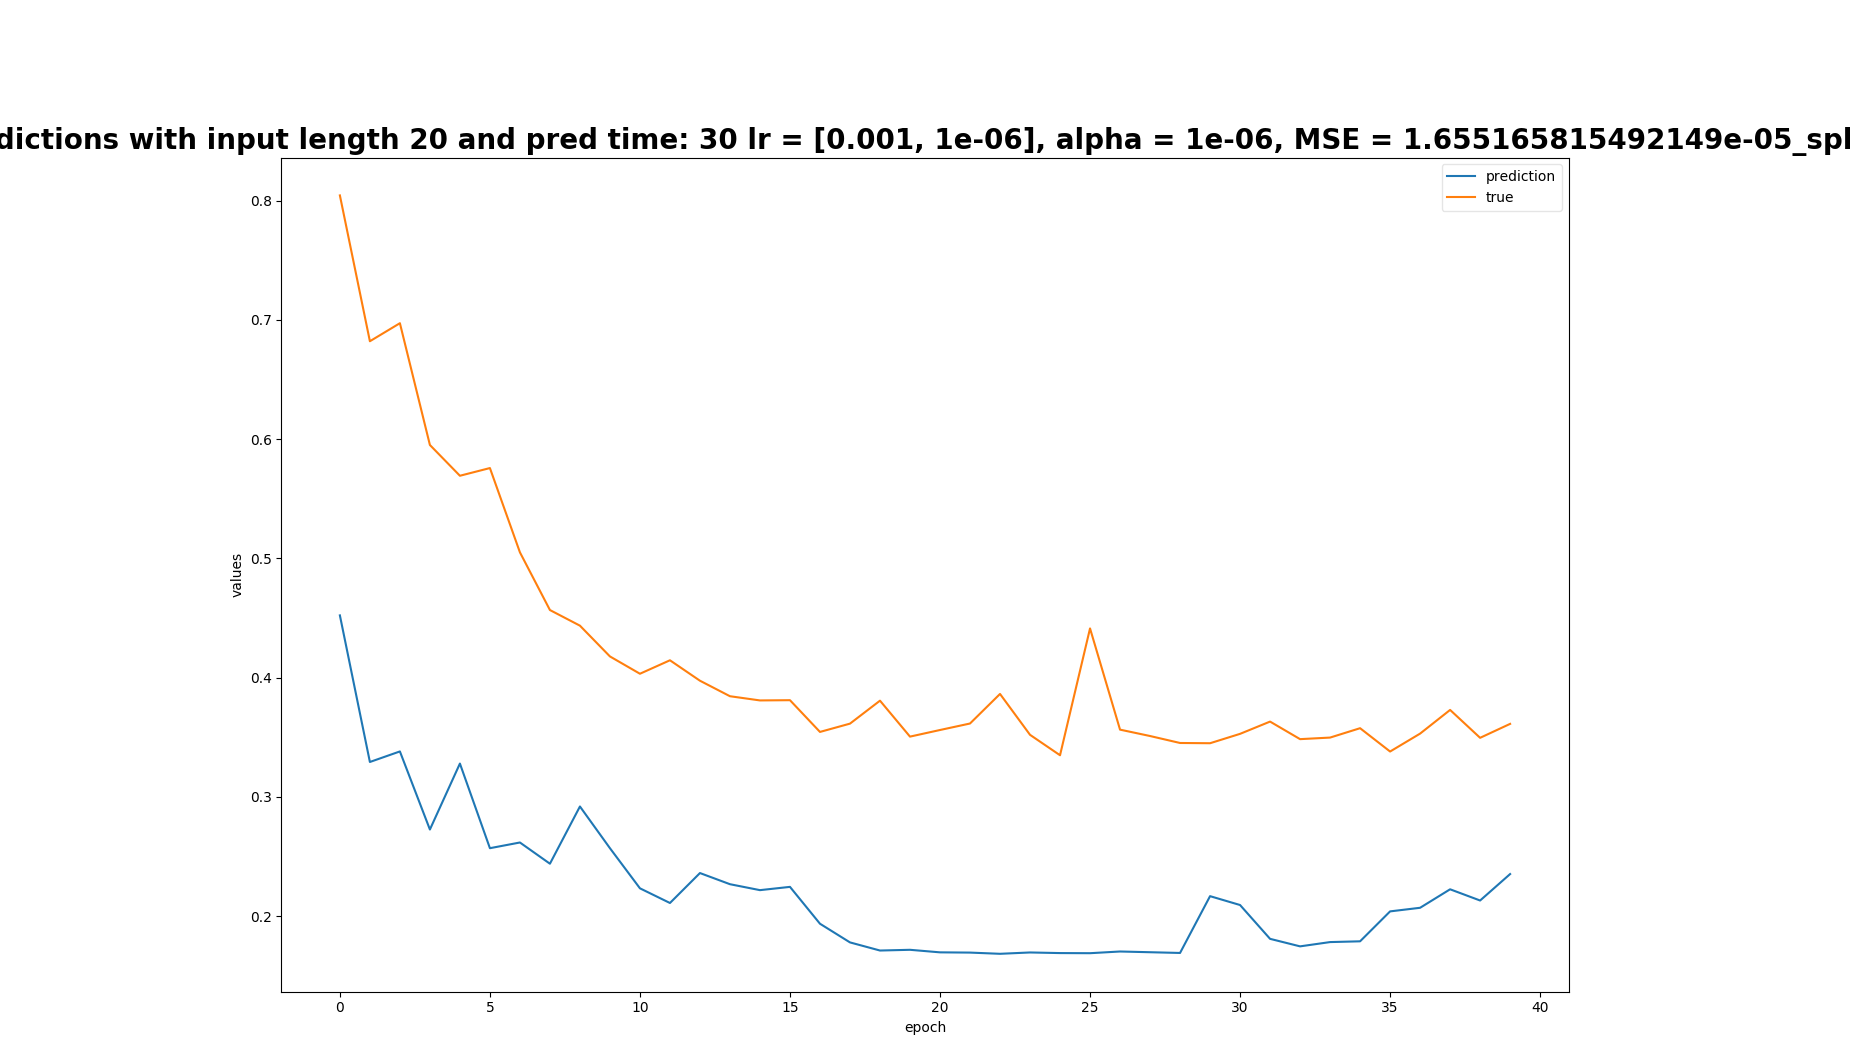 dictions with input length 20 and pred time: 30 lr = [0.001, 1e-06], alpha = 1e-06, MSE = 1.655165815492149e-05_spl
prediction
true
0.8
0.7
0.6
0.5
0.4
0.3
0.2
values
0 5 10 15 20 25 30 35 40
epoch